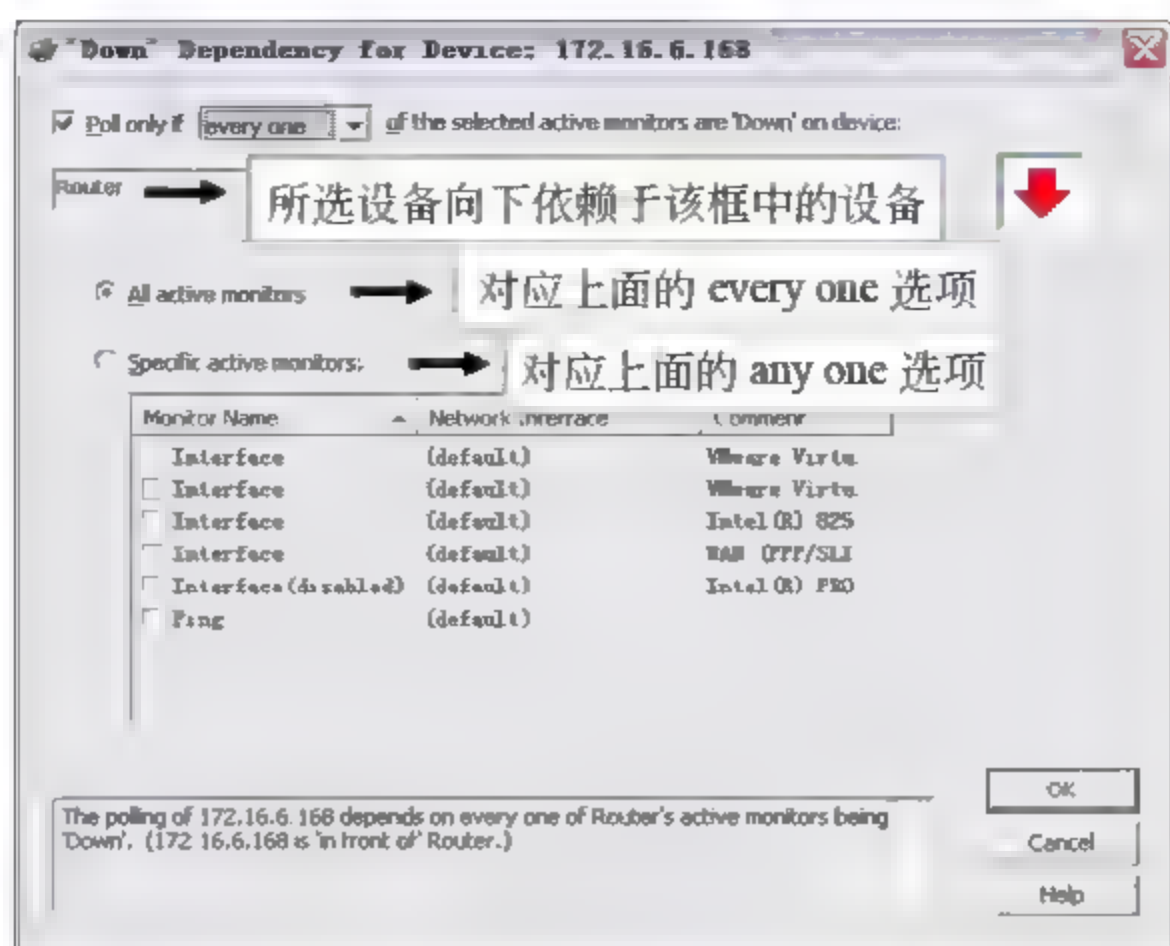 "Down" Dependency for Device: 172.16.6.168
Poll only if every one of the selected active monitors are 'Down' on device:
Router 所选设备向下依赖于该框中的设备
All active monitors 对应上面的 every one 选项
Specific active monitors: 对应上面的 any one 选项
Monitor Name Network Interface Comment
Interface (default) VMware Virtu
Interface (default) VMware Virtu
Interface (default) Intel(R) 825
Interface (default) WAN (PPP/SLI
Interface(disabled) (default) Intel(R) PRO
Ping (default)
The polling of 172.16.6.168 depends on every one of Router's active monitors being
'Down'. (172.16.6.168 is 'in front of' Router.)
OK
Cancel
Help